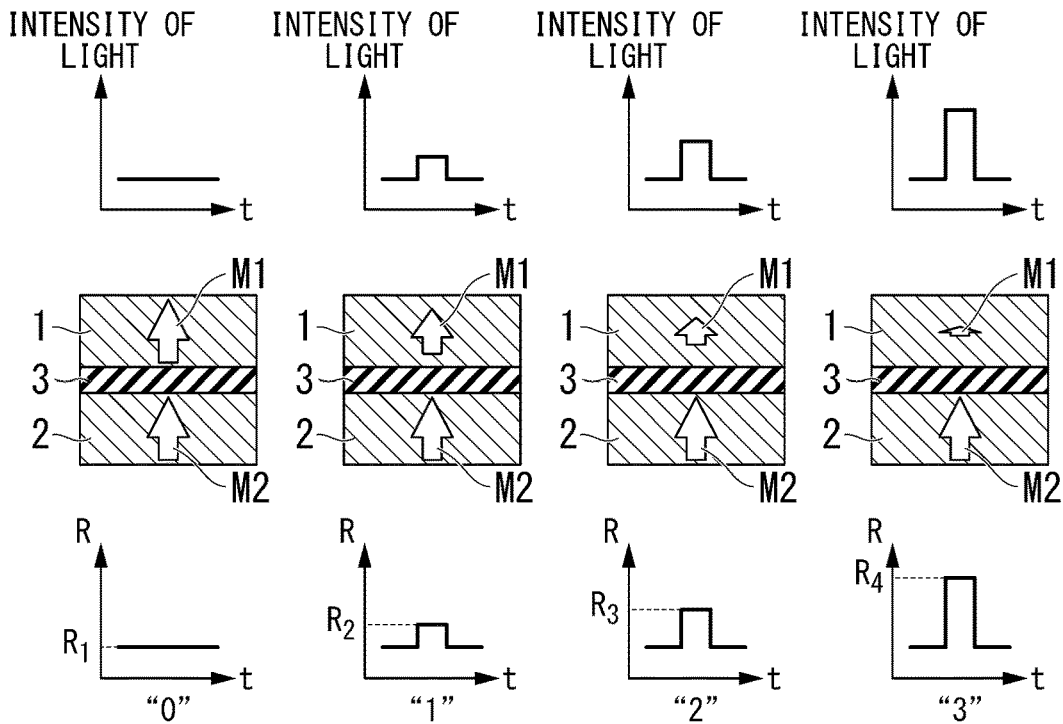 INTENSITY OF
LIGHT
t
INTENSITY OF
LIGHT
t
INTENSITY OF
LIGHT
t
INTENSITY OF
LIGHT
t
M1
1
3
2
M2
M1
1
3
2
M2
M1
1
3
2
M2
M1
1
3
2
M2
R
R1
t
“0”
R
R2
t
“1”
R
R3
t
“2”
R
R4
t
“3”